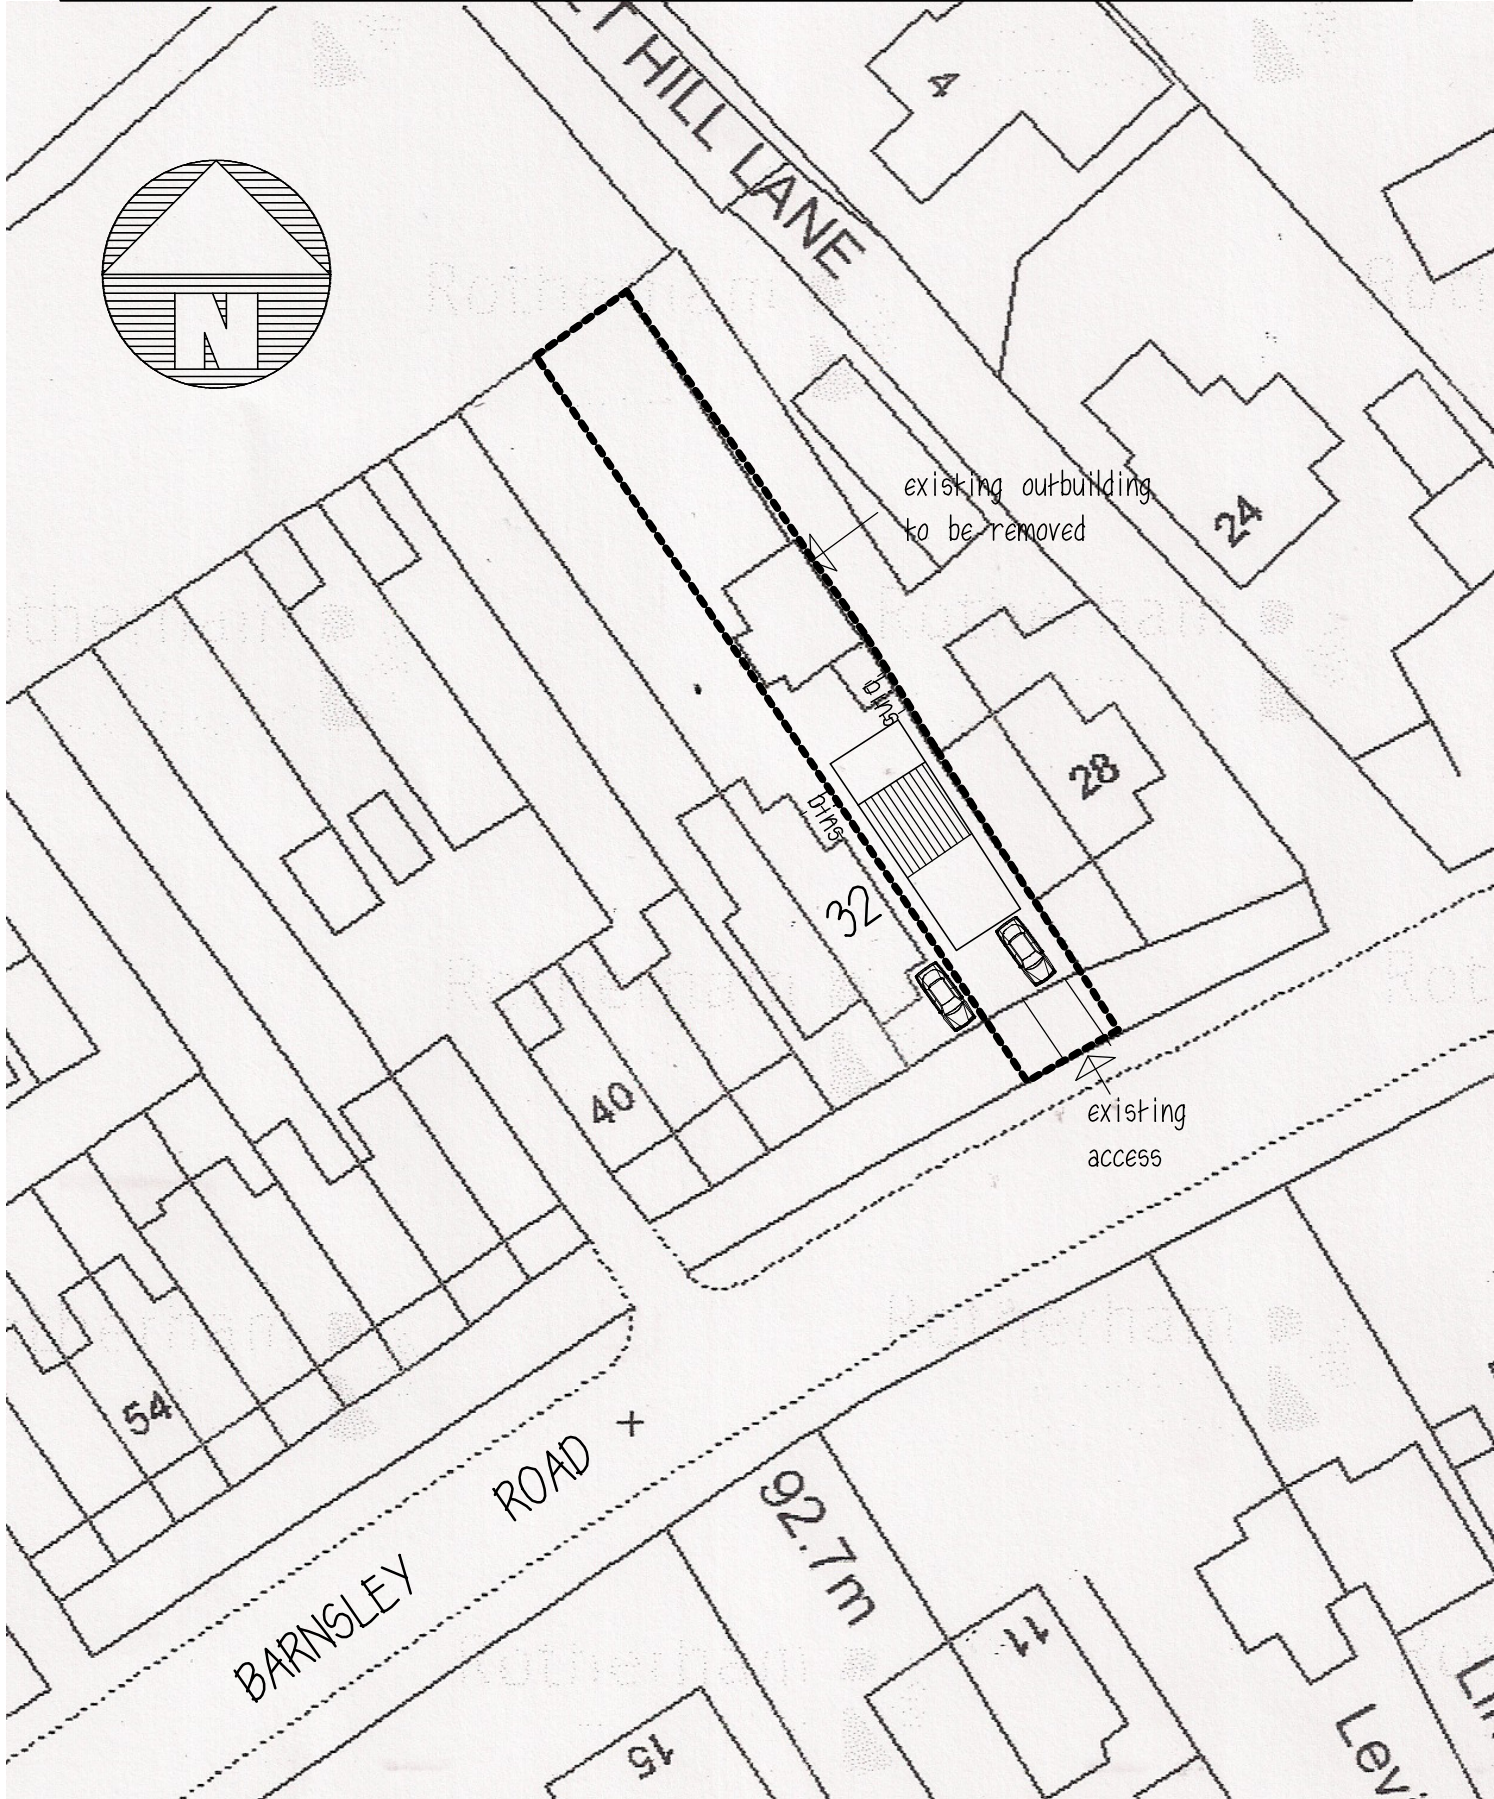 ET HILL LANE
4
N
existing outbuilding
to be removed
24
bins
28
bins
32
40
existing
access
54
ROAD
BARNSLEY
92.7m
11
15